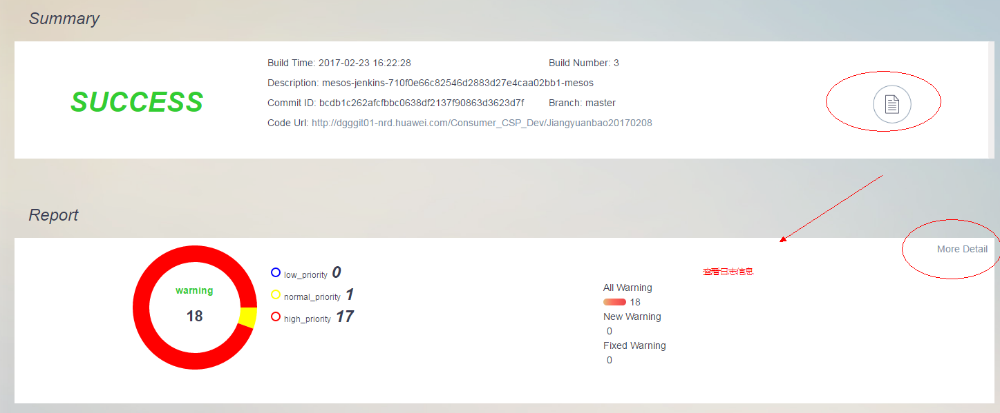 Summary
SUCCESS
Build Time: 2017-02-23 16:22:28
Build Number: 3
Description: mesos-jenkins-710f0e66c82546d2883d27e4caa02bb1-mesos
Commit ID: bcdb1c262afcfbbc0638df2137f90863d3623d7f
Branch: master
Code Url: http://dgggit01-nrd.huawei.com/Consumer_CSP_Dev/Jiangyuanbao20170208
Report
More Detail
warning
18
low_priority 0
normal_priority 1
high_priority 17
查看日志信息
All Warning
18
New Warning
0
Fixed Warning
0